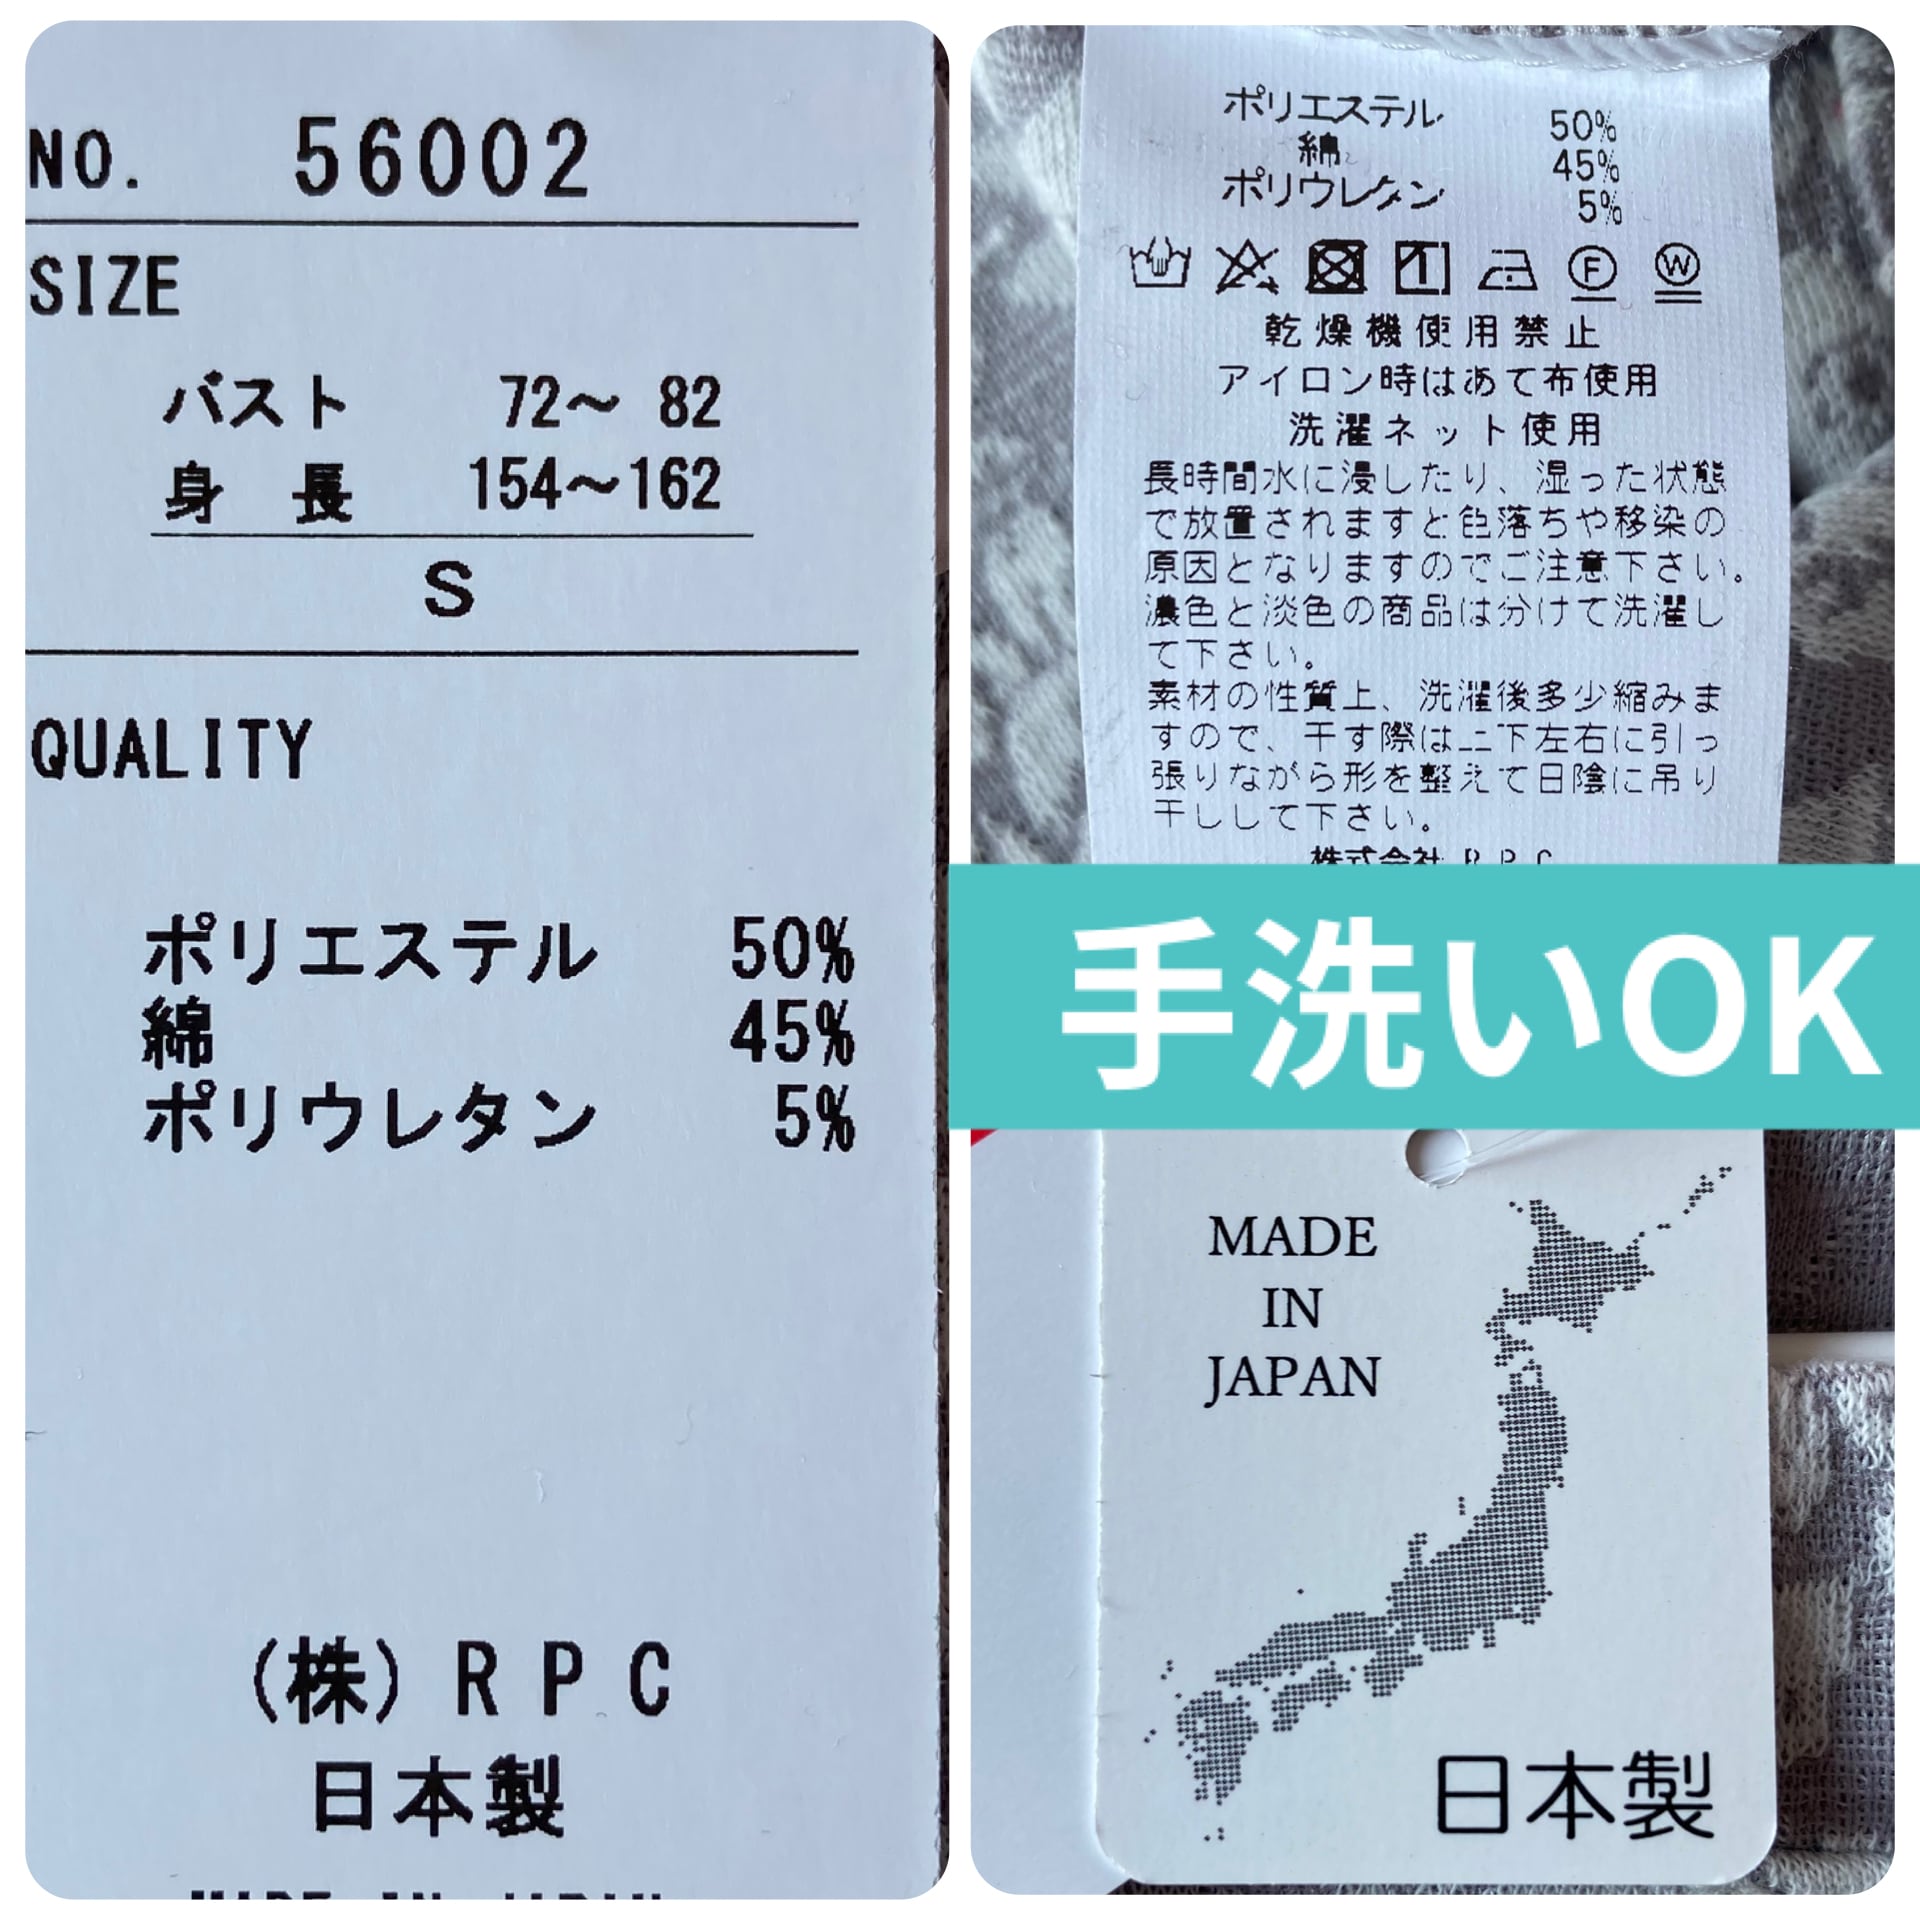 NO. 56002
SIZE
バスト 72～ 82
身 長 154～162
S
QUALITY
ポリエステル 50%
綿 45%
ポリウレタン 5%
(株)RPC
日本製
ポリエステル 50%
綿 45%
ポリウレタン 5%
F W
乾燥機使用禁止
アイロン時はあて布使用
洗濯ネット使用
長時間水に浸したり、湿った状態
で放置されますと色落ちや移染の
原因となりますのでご注意下さい。
濃色と淡色の商品は分けて洗濯し
て下さい。
素材の性質上、洗濯後多少縮みま
すので、干す際は上下左右に引っ
張りながら形を整えて日陰に吊り
干しして下さい。
株式会社RPC
手洗いOK
MADE
IN
JAPAN
日本製